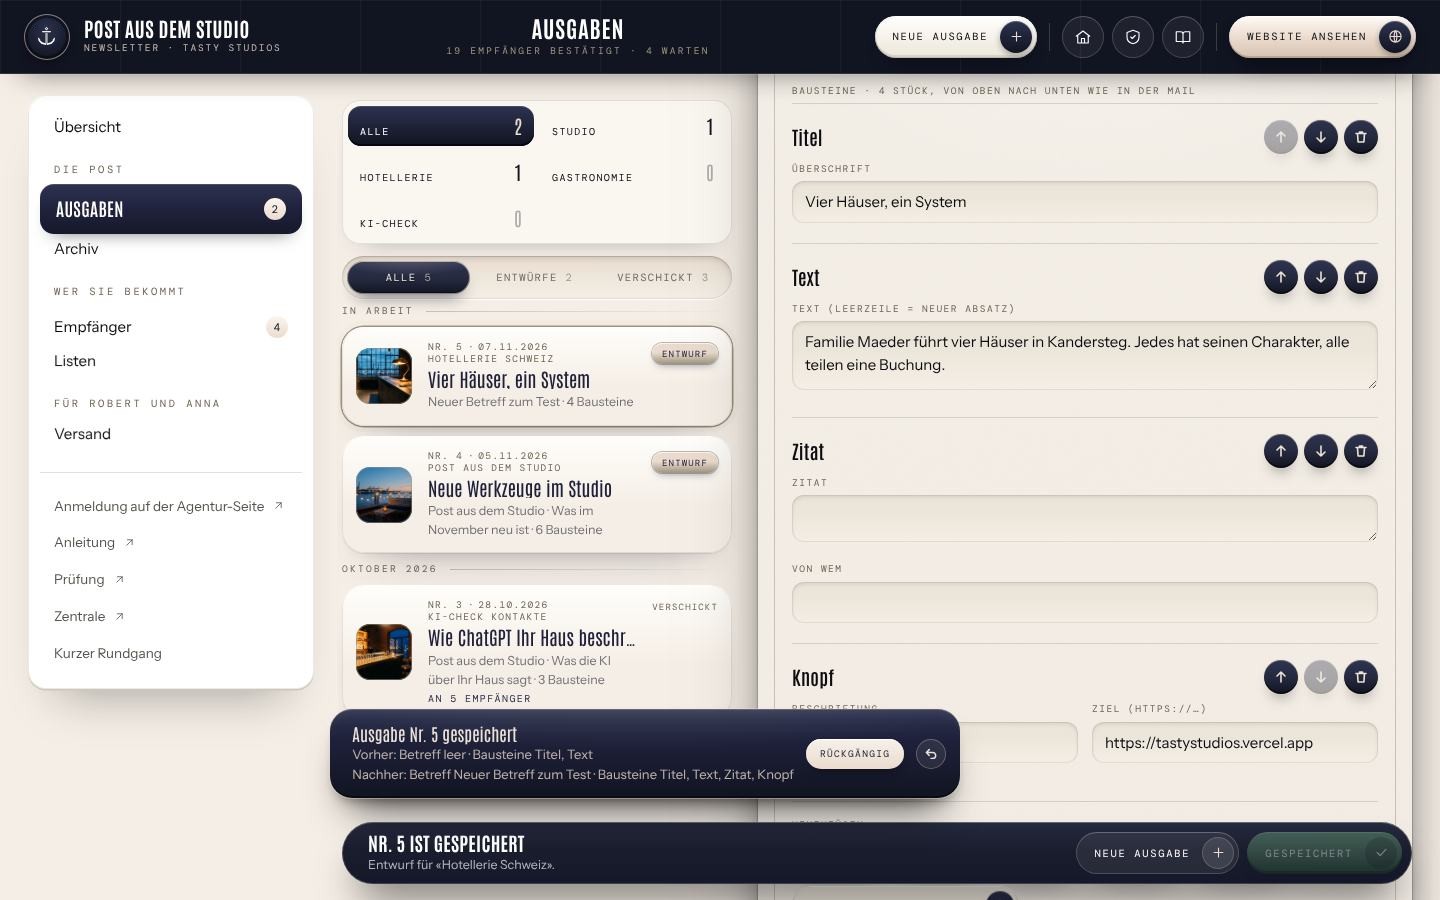 POST AUS DEM STUDIO
NEWSLETTER · TASTY STUDIOS
AUSGABEN
19 EMPFÄNGER BESTÄTIGT · 4 WARTEN
NEUE AUSGABE
WEBSITE ANSEHEN
Übersicht
DIE POST
AUSGABEN 2
Archiv
WER SIE BEKOMMT
Empfänger 4
Listen
FÜR ROBERT UND ANNA
Versand
Anmeldung auf der Agentur-Seite
Anleitung
Prüfung
Zentrale
Kurzer Rundgang
ALLE 2
STUDIO 1
HOTELLERIE 1
GASTRONOMIE 0
KI-CHECK 0
ALLE 5
ENTWÜRFE 2
VERSCHICKT 3
IN ARBEIT
NR. 5 · 07.11.2026
HOTELLERIE SCHWEIZ
ENTWURF
Vier Häuser, ein System
Neuer Betreff zum Test · 4 Bausteine
NR. 4 · 05.11.2026
POST AUS DEM STUDIO
ENTWURF
Neue Werkzeuge im Studio
Post aus dem Studio · Was im
November neu ist · 6 Bausteine
OKTOBER 2026
NR. 3 · 28.10.2026
KI-CHECK KONTAKTE
VERSCHICKT
Wie ChatGPT Ihr Haus beschr…
Post aus dem Studio · Was die KI
über Ihr Haus sagt · 3 Bausteine
AN 5 EMPFÄNGER
BAUSTEINE · 4 STÜCK, VON OBEN NACH UNTEN WIE IN DER MAIL
Titel
ÜBERSCHRIFT
Vier Häuser, ein System
Text
TEXT (LEERZEILE = NEUER ABSATZ)
Familie Maeder führt vier Häuser in Kandersteg. Jedes hat seinen Charakter, alle
teilen eine Buchung.
Zitat
ZITAT
VON WEM
Knopf
BESCHRIFTUNG
ZIEL (HTTPS://…)
https://tastystudios.vercel.app
Ausgabe Nr. 5 gespeichert
Vorher: Betreff leer · Bausteine Titel, Text
Nachher: Betreff Neuer Betreff zum Test · Bausteine Titel, Text, Zitat, Knopf
RÜCKGÄNGIG
NR. 5 IST GESPEICHERT
Entwurf für «Hotellerie Schweiz».
NEUE AUSGABE
GESPEICHERT